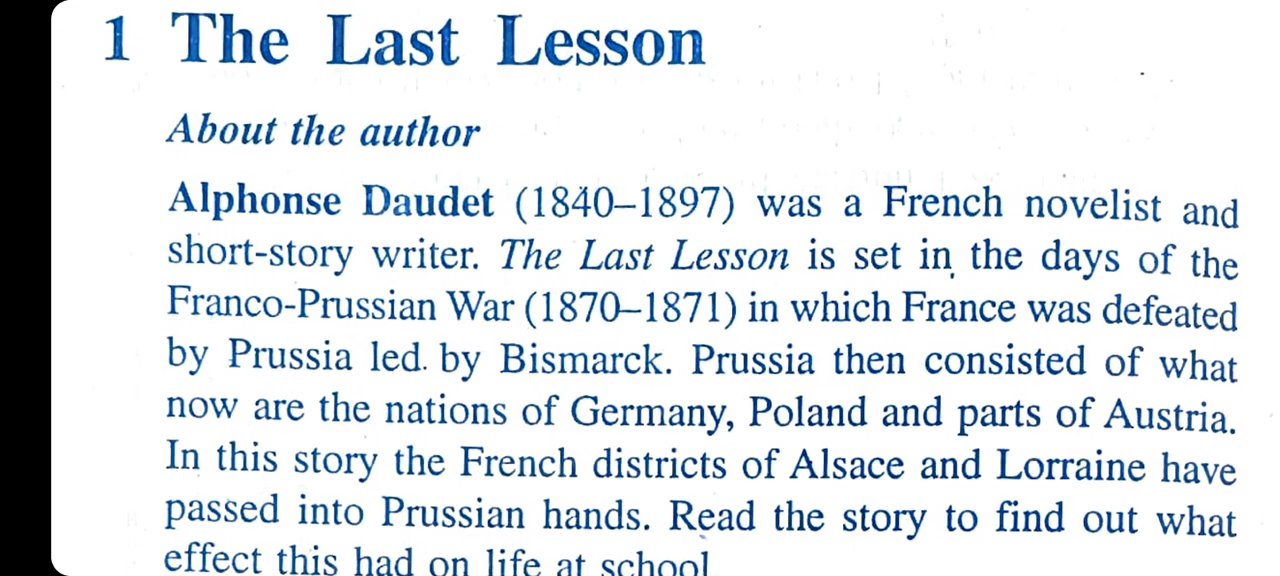 1 The Last Lesson
About the author
Alphonse Daudet (1840–1897) was a French novelist and
short-story writer. The Last Lesson is set in the days of the
Franco-Prussian War (1870–1871) in which France was defeated
by Prussia led by Bismarck. Prussia then consisted of what
now are the nations of Germany, Poland and parts of Austria.
In this story the French districts of Alsace and Lorraine have
passed into Prussian hands. Read the story to find out what
effect this had on life at school